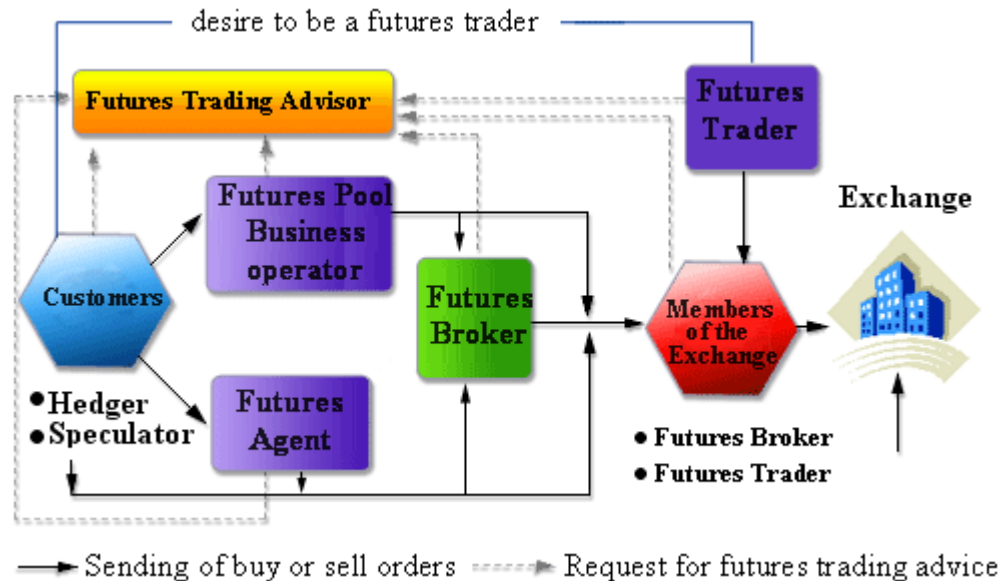 desire to be a futures trader
Futures Trading Advisor
Futures
Trader
Futures Pool
Business
operator
Exchange
Customers
Futures
Broker
Members
of the
Exchange
● Hedger
● Speculator
Futures
Agent
● Futures Broker
● Futures Trader
Sending of buy or sell orders
Request for futures trading advice